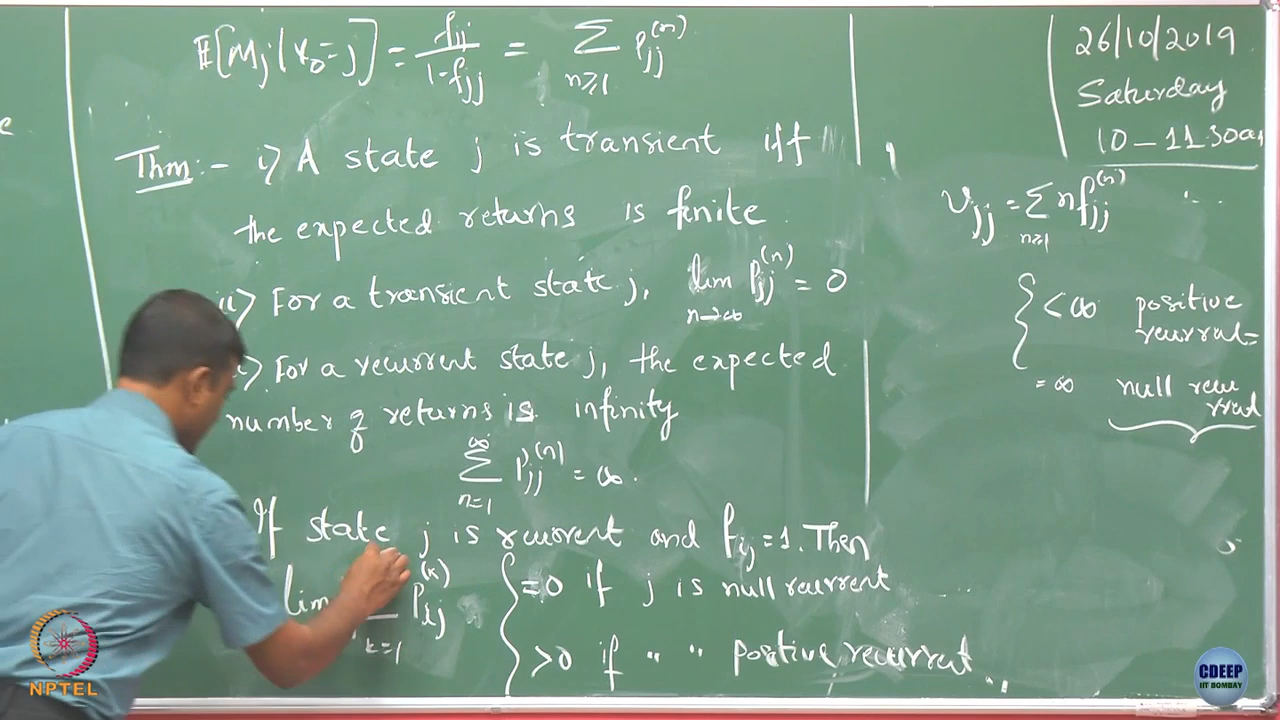 E[Mj | X0=j] = fjj / 1-fjj = Σ n≥1 Pjj^(n)
Thm:- i) A state j is transient iff
the expected returns is finite.
ii) For a transient state j, lim n→∞ Pjj^(n) = 0
i) For a recurrent state j, the expected
number of returns is infinity
Σ n=1 ∞ Pjj^(n) = ∞.
If state j is recurrent and fij = 1. Then
lim k=1 Pij^(k) { = 0 if j is null recurrent
> 0 if " " positive recurrent.
26/10/2019
Saturday
10 - 11.30am
νjj = Σ n≥1 n fjj^(n)
{ < ∞ positive
recurrent
= ∞ null recu
rrent
NPTEL
CDEEP
IIT BOMBAY